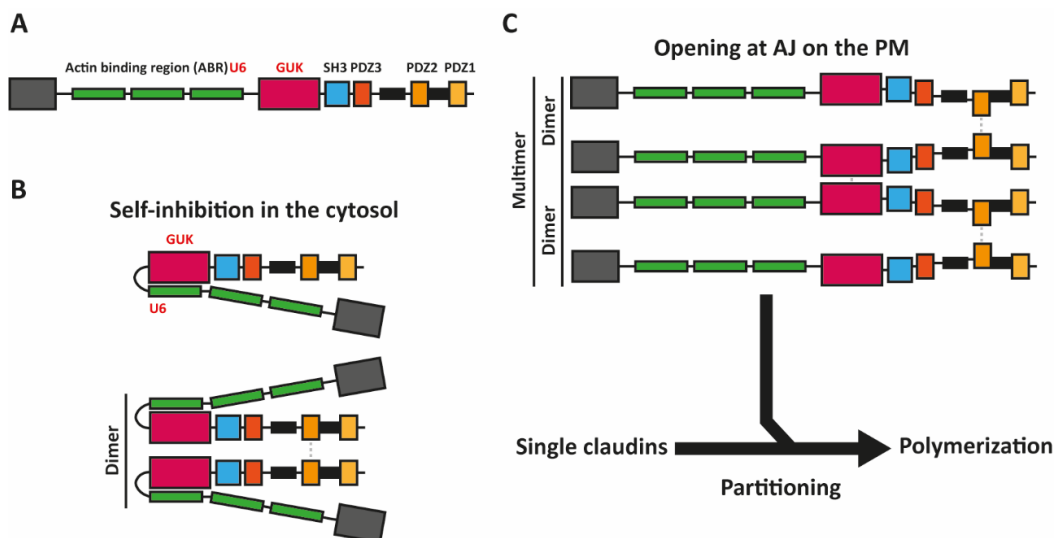 A
Actin binding region (ABR) U6 GUK SH3 PDZ3 PDZ2 PDZ1
B
Self-inhibition in the cytosol
GUK
U6
Dimer
C
Opening at AJ on the PM
Multimer
Dimer
Dimer
Single claudins
Polymerization
Partitioning